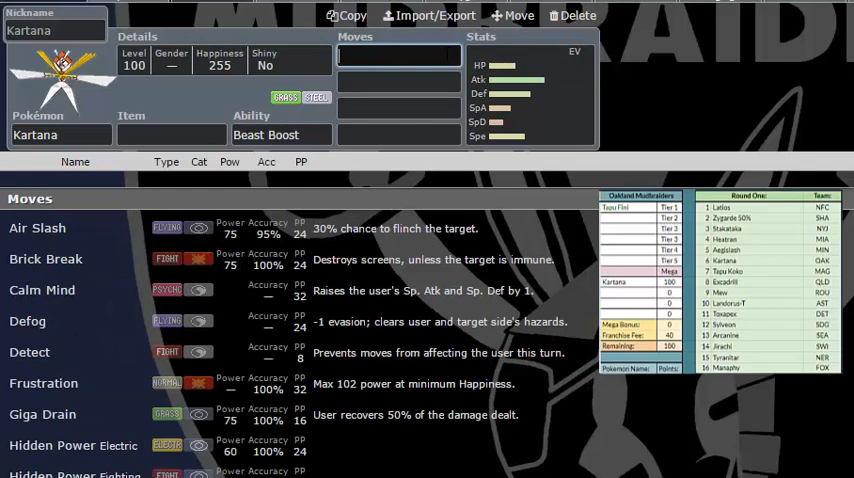 MUDBRAIDE
Nickname
Copy Import/Export Move Delete
Kartana
Details Moves Stats
Level Gender Happiness Shiny
100 — 255 No
EV
HP
Atk
Def
SpA
SpD
Spe
GRASS STEEL
Pokémon Item Ability
Kartana Beast Boost
Name Type Cat Pow Acc PP
Moves
Air Slash FLYING Power 75 Accuracy 95% PP 24 30% chance to flinch the target.
Brick Break FIGHT Power 75 Accuracy 100% PP 24 Destroys screens, unless the target is immune.
Calm Mind PSYCHC Accuracy — PP 32 Raises the user's Sp. Atk and Sp. Def by 1.
Defog FLYING Accuracy — PP 24 -1 evasion; clears user and target side's hazards.
Detect FIGHT Accuracy — PP 8 Prevents moves from affecting the user this turn.
Frustration NORMAL Power — Accuracy 100% PP 32 Max 102 power at minimum Happiness.
Giga Drain GRASS Power 75 Accuracy 100% PP 16 User recovers 50% of the damage dealt.
Hidden Power Electric ELECTR Power 60 Accuracy 100% PP 24
Hidden Power Fighting FIGHT Power Accuracy PP
Oakland Mudbraiders
Tapu Fini Tier 1
Tier 2
Tier 3
Tier 4
Tier 5
Mega
Kartana 100
0
0
0
Mega Bonus: 0
Franchise Fee: 40
Remaining: 100
Pokemon Name: Points:
Round One: Team:
1 Latios NFC
2 Zygarde 50% SHA
3 Stakataka NYJ
4 Heatran MIA
5 Aegislash MIN
6 Kartana OAK
7 Tapu Koko MAG
8 Excadrill QLD
9 Mew ROU
10 Landorus-T AST
11 Toxapex DET
12 Sylveon SDG
13 Arcanine SEA
14 Jirachi SWI
15 Tyranitar NER
16 Manaphy FOX